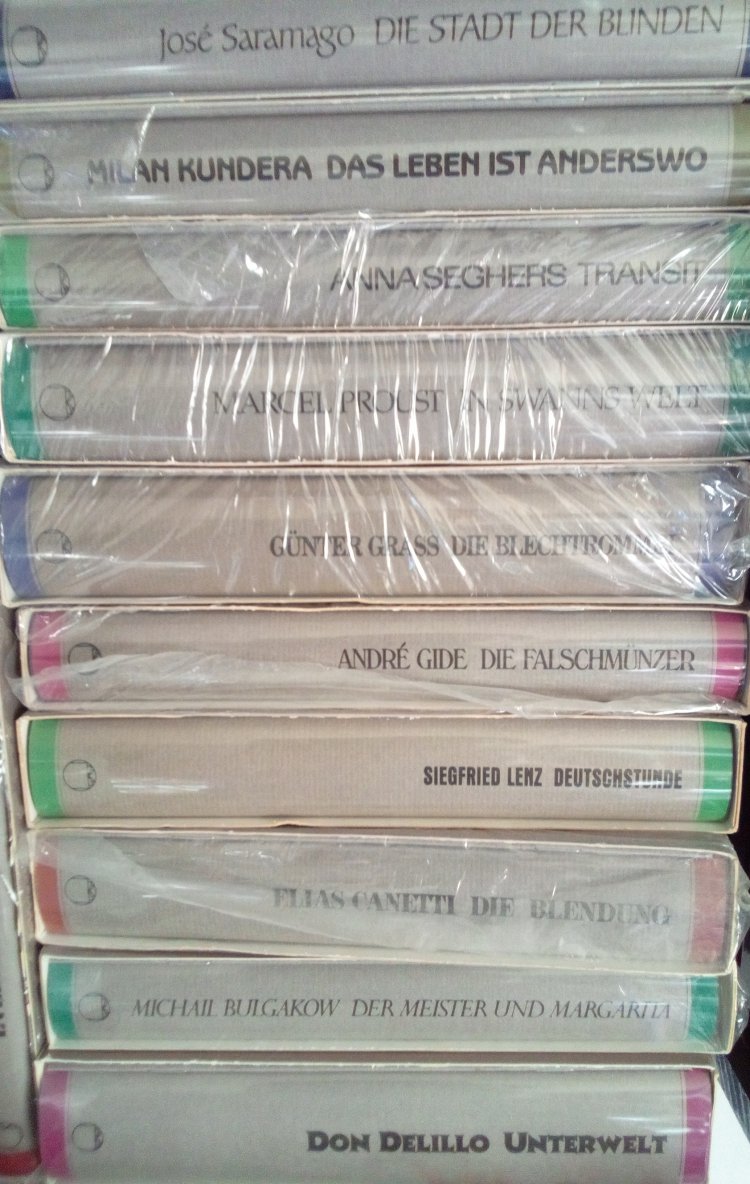 José Saramago DIE STADT DER BLINDEN
MILAN KUNDERA DAS LEBEN IST ANDERSWO
ANNA SEGHERS TRANSIT
MARCEL PROUST IN SWANNS WELT
GÜNTER GRASS DIE BLECHTROMMEL
ANDRÉ GIDE DIE FALSCHMÜNZER
SIEGFRIED LENZ DEUTSCHSTUNDE
ELIAS CANETTI DIE BLENDUNG
MICHAIL BULGAKOW DER MEISTER UND MARGARITA
DON DELILLO UNTERWELT